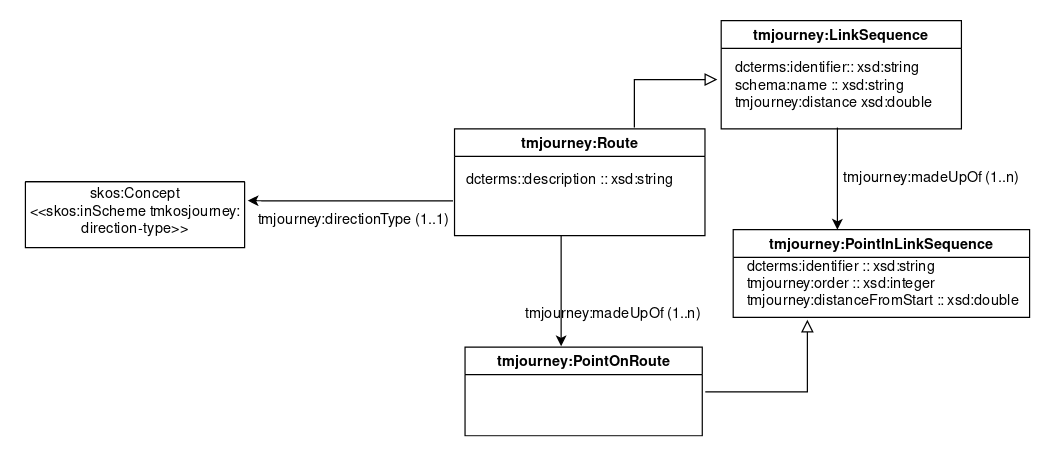 tmjourney:LinkSequence
dcterms:identifier:: xsd:string
schema:name :: xsd:string
tmjourney:distance xsd:double
tmjourney:Route
dcterms::description :: xsd:string
tmjourney:madeUpOf (1..n)
skos:Concept
<<skos:inScheme tmkosjourney:
direction-type>>
tmjourney:directionType (1..1)
tmjourney:PointInLinkSequence
dcterms:identifier :: xsd:string
tmjourney:order :: xsd:integer
tmjourney:distanceFromStart :: xsd:double
tmjourney:madeUpOf (1..n)
tmjourney:PointOnRoute